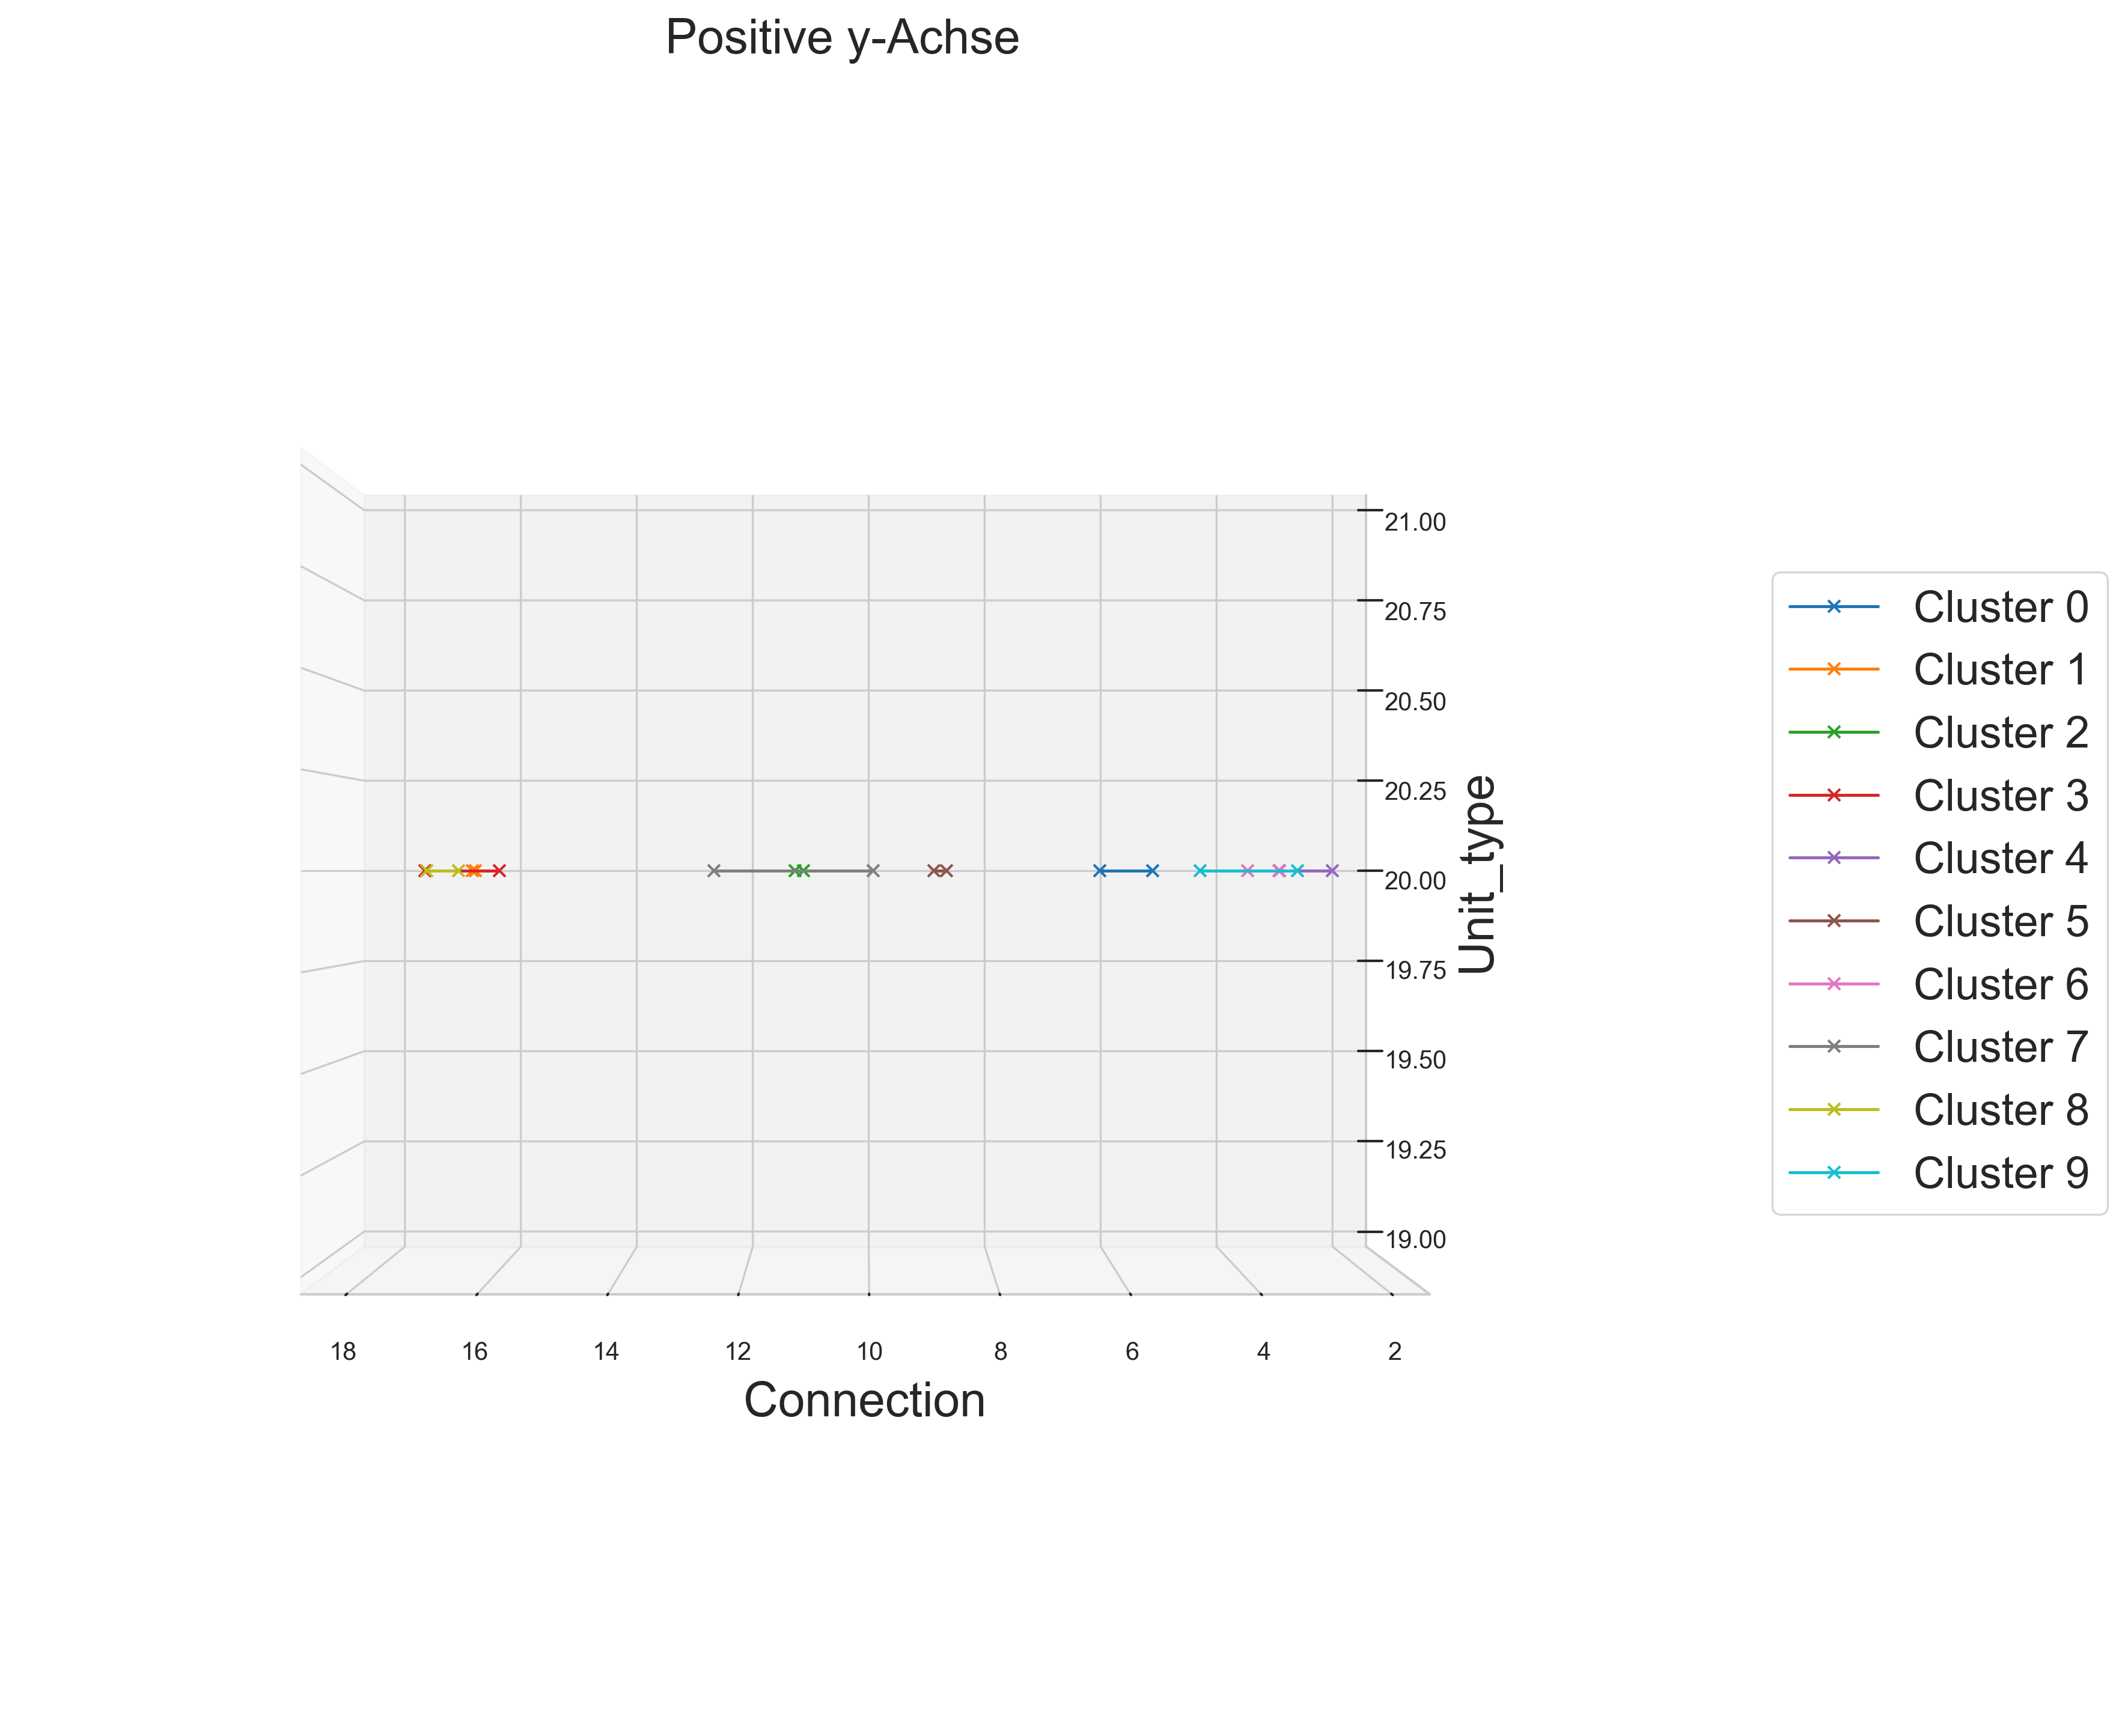 Positive y-Achse
21.00
20.75
20.50
20.25
20.00
19.75
19.50
19.25
19.00
Unit_type
18 16 14 12 10 8 6 4 2
Connection
Cluster 0
Cluster 1
Cluster 2
Cluster 3
Cluster 4
Cluster 5
Cluster 6
Cluster 7
Cluster 8
Cluster 9